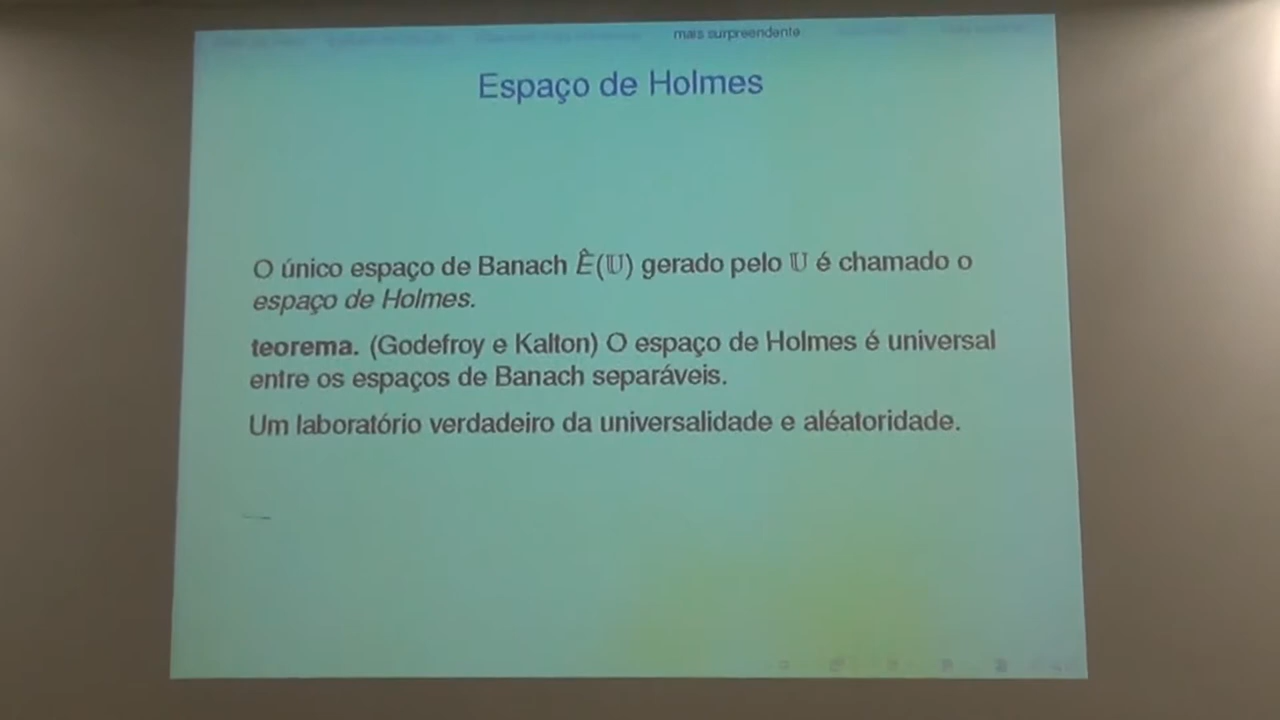 mais surpreendente
Espaço de Holmes
O único espaço de Banach Ê(𝕌) gerado pelo 𝕌 é chamado o
espaço de Holmes.
teorema. (Godefroy e Kalton) O espaço de Holmes é universal
entre os espaços de Banach separáveis.
Um laboratório verdadeiro da universalidade e aléatoridade.